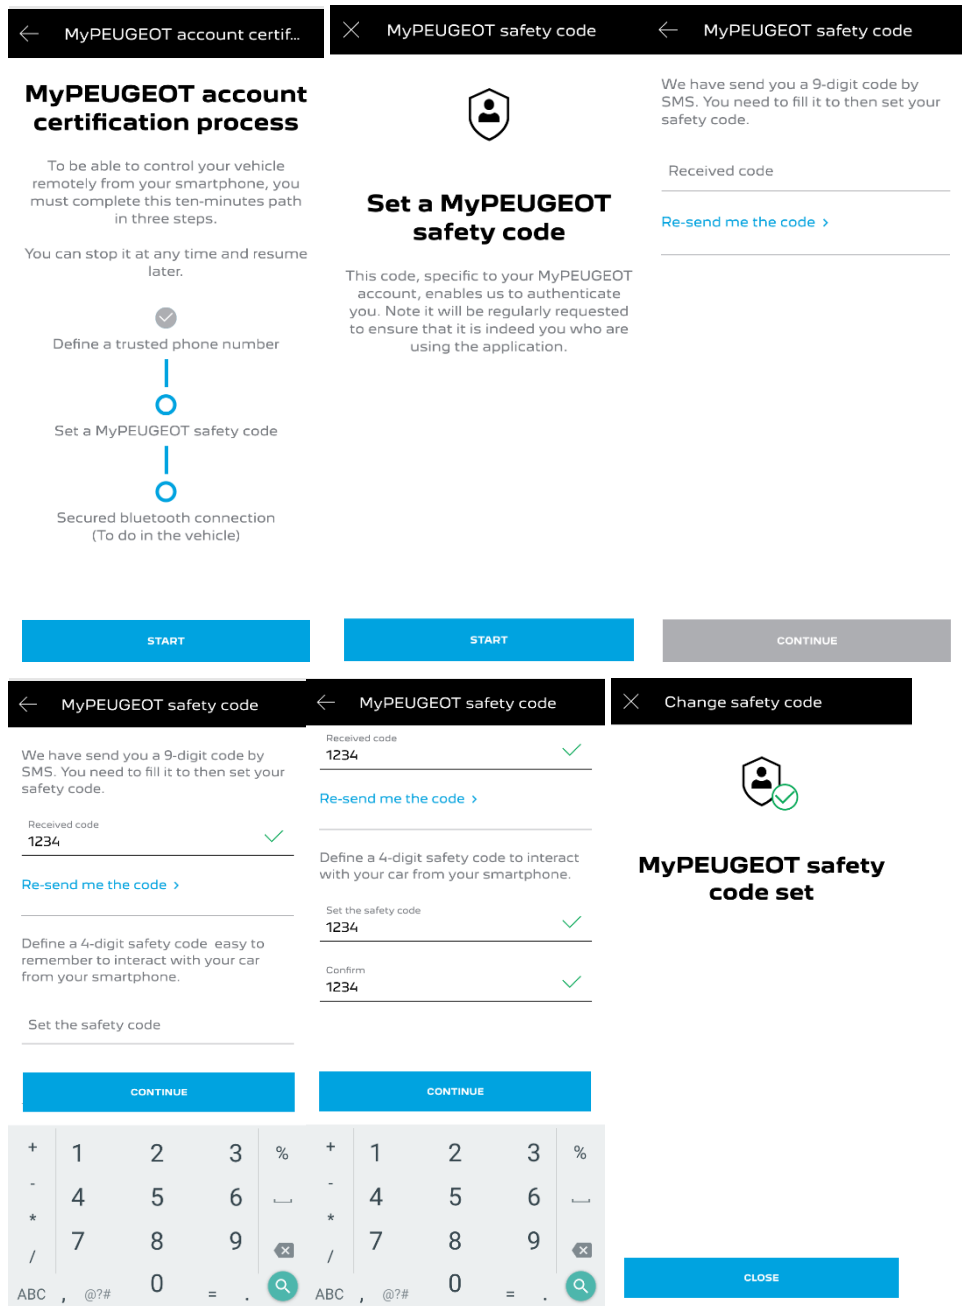 MyPEUGEOT account certif...
MyPEUGEOT account
certification process
To be able to control your vehicle
remotely from your smartphone, you
must complete this ten-minutes path
in three steps.
You can stop it at any time and resume
later.
Define a trusted phone number
Set a MyPEUGEOT safety code
Secured bluetooth connection
(To do in the vehicle)
START
MyPEUGEOT safety code
Set a MyPEUGEOT
safety code
This code, specific to your MyPEUGEOT
account, enables us to authenticate
you. Note it will be regularly requested
to ensure that it is indeed you who are
using the application.
START
MyPEUGEOT safety code
We have send you a 9-digit code by
SMS. You need to fill it to then set your
safety code.
Received code
Re-send me the code >
CONTINUE
MyPEUGEOT safety code
We have send you a 9-digit code by
SMS. You need to fill it to then set your
safety code.
Received code
1234
Re-send me the code >
Define a 4-digit safety code easy to
remember to interact with your car
from your smartphone.
Set the safety code
CONTINUE
+ 1 2 3 %
- 4 5 6
* 7 8 9
/
ABC , @?# 0 = .
MyPEUGEOT safety code
Received code
1234
Re-send me the code >
Define a 4-digit safety code to interact
with your car from your smartphone.
Set the safety code
1234
Confirm
1234
CONTINUE
+ 1 2 3 %
- 4 5 6
* 7 8 9
/
ABC , @?# 0 = .
Change safety code
MyPEUGEOT safety
code set
CLOSE